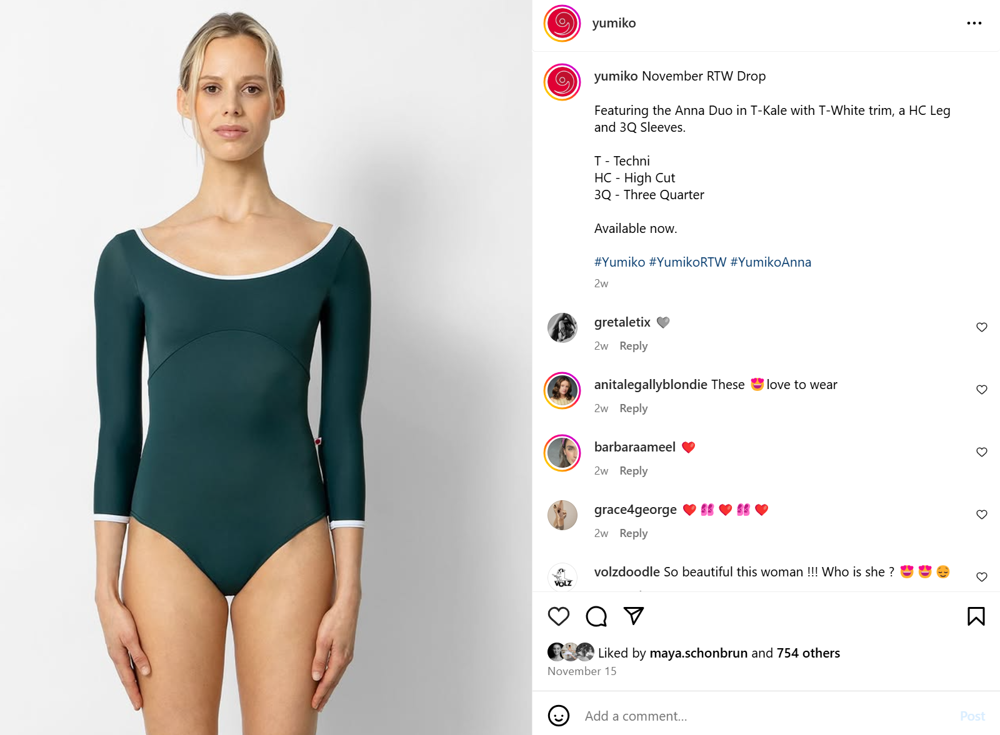 yumiko
yumiko November RTW Drop
Featuring the Anna Duo in T-Kale with T-White trim, a HC Leg
and 3Q Sleeves.
T - Techni
HC - High Cut
3Q - Three Quarter
Available now.
#Yumiko #YumikoRTW #YumikoAnna
2w
gretaletix 🩶
2w Reply
anitalegallyblondie These 😍love to wear
2w Reply
barbaraameel ❤️
2w Reply
grace4george ❤️🩰❤️🩰❤️
2w Reply
VOLZ
volzdoodle So beautiful this woman !!! Who is she ? 😍😍😌
Liked by maya.schonbrun and 754 others
November 15
Add a comment...
Post